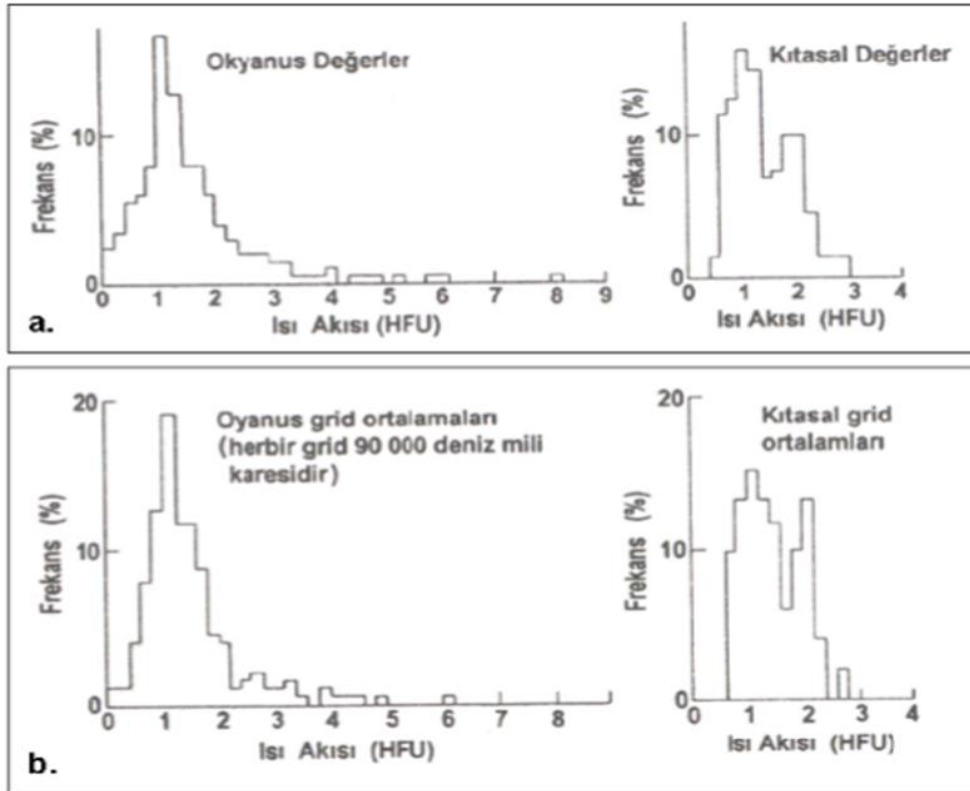 Okyanus Değerler
Frekans (%)
10
0
0 1 2 3 4 5 6 7 8 9
Isı Akısı (HFU)
a.
Kıtasal Değerler
Frekans (%)
10
0
0 1 2 3 4
Isı Akısı (HFU)
Oyanus grid ortalamaları
(herbir grid 90 000 deniz mili
karesidir)
Frekans (%)
20
10
0
0 1 2 3 4 5 6 7 8
Isı Akısı (HFU)
b.
Kıtasal grid
ortalamları
Frekans (%)
20
10
0
0 1 2 3 4
Isı Akısı (HFU)